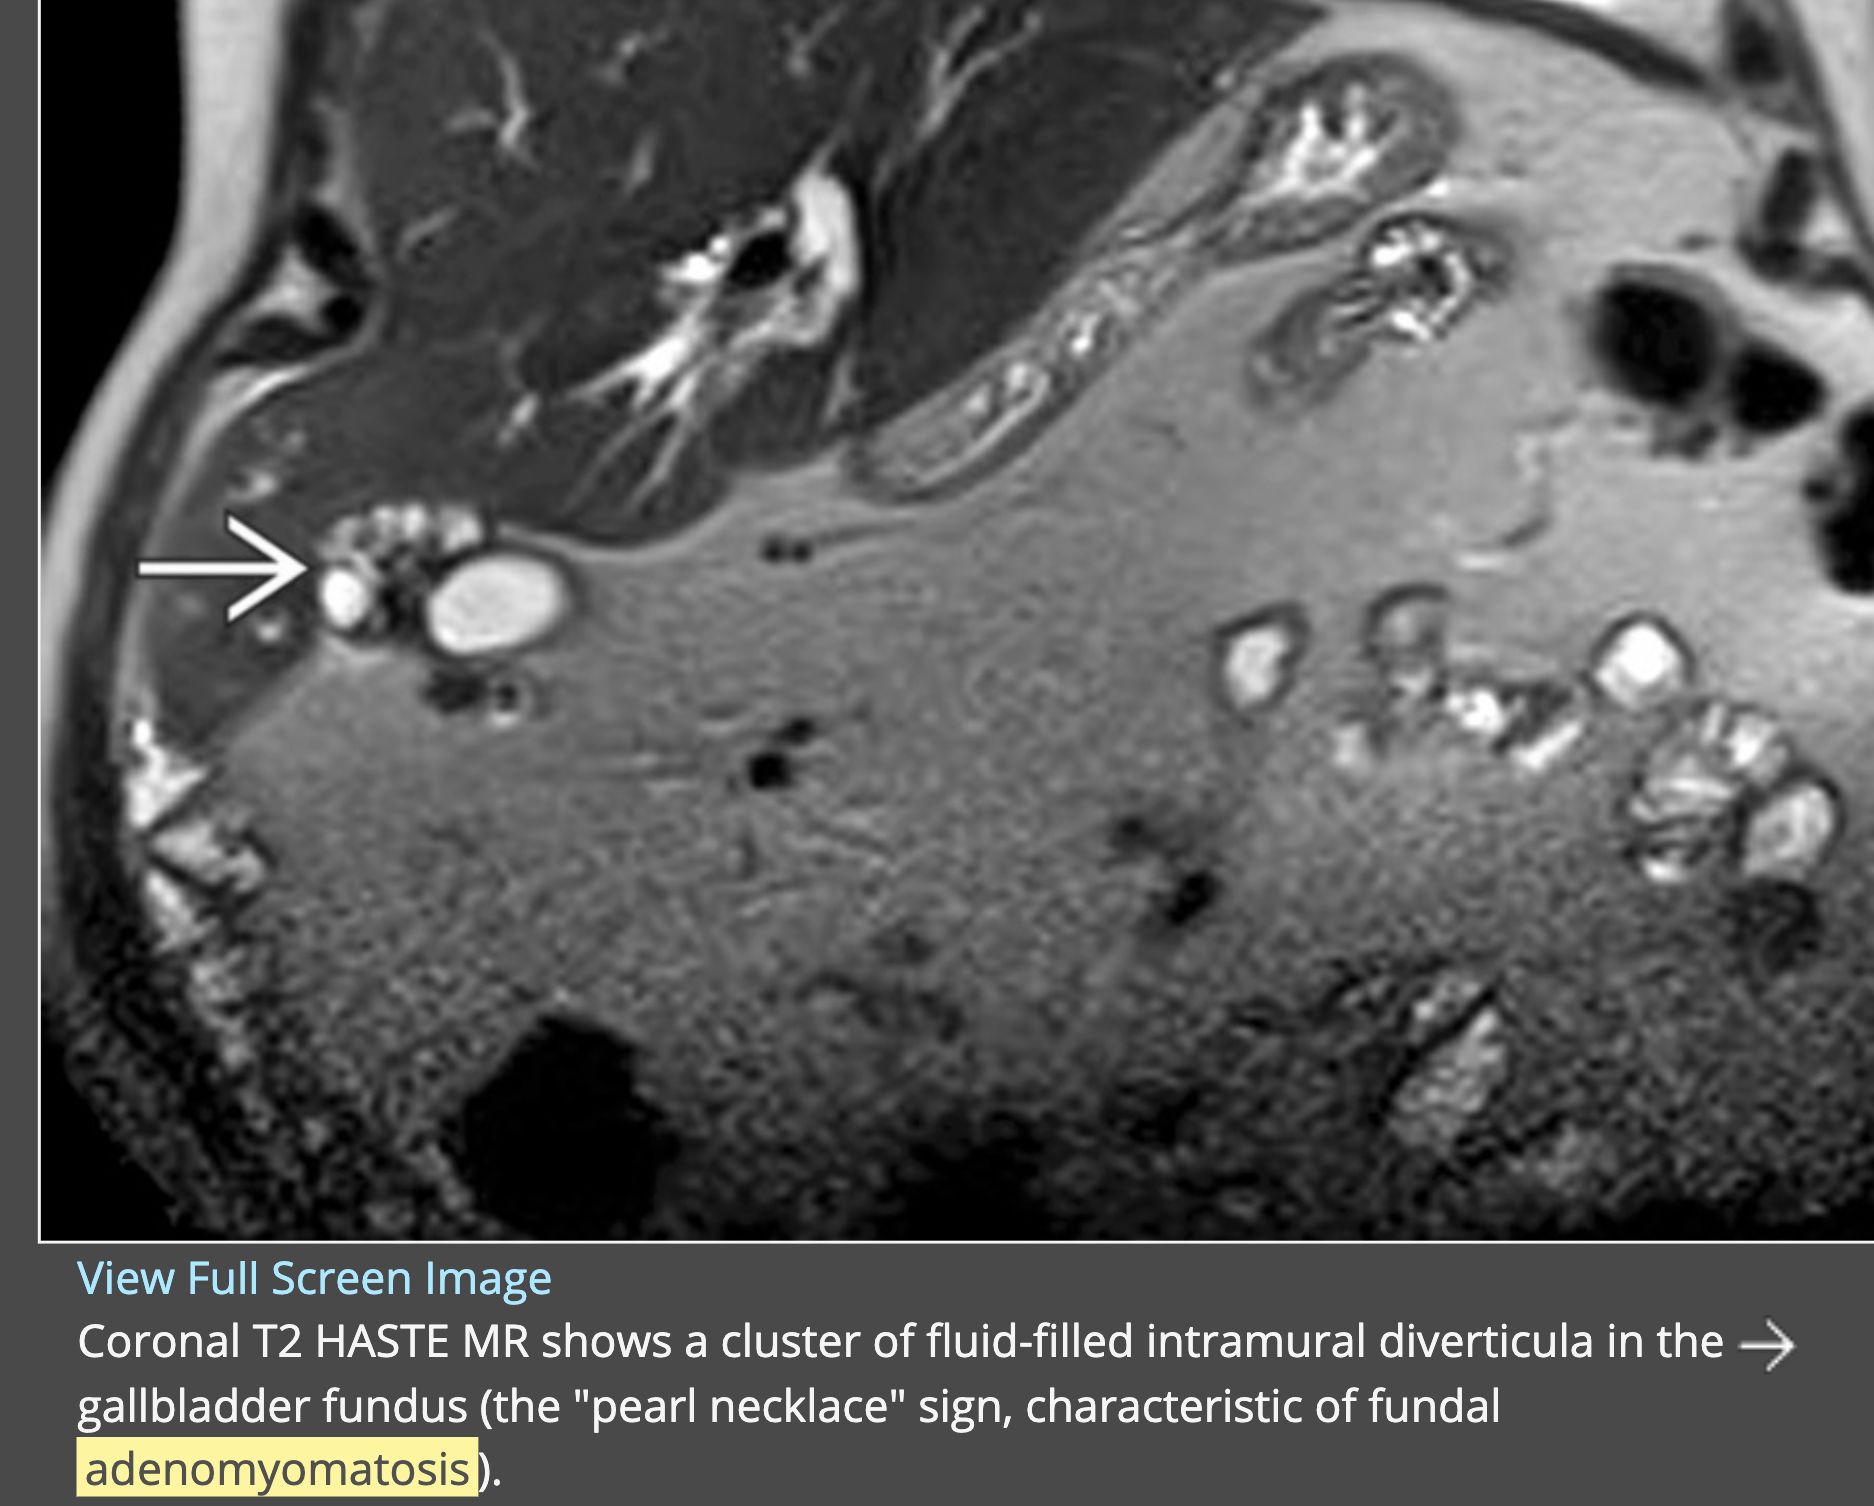 View Full Screen Image
Coronal T2 HASTE MR shows a cluster of fluid-filled intramural diverticula in the →
gallbladder fundus (the "pearl necklace" sign, characteristic of fundal
adenomyomatosis).